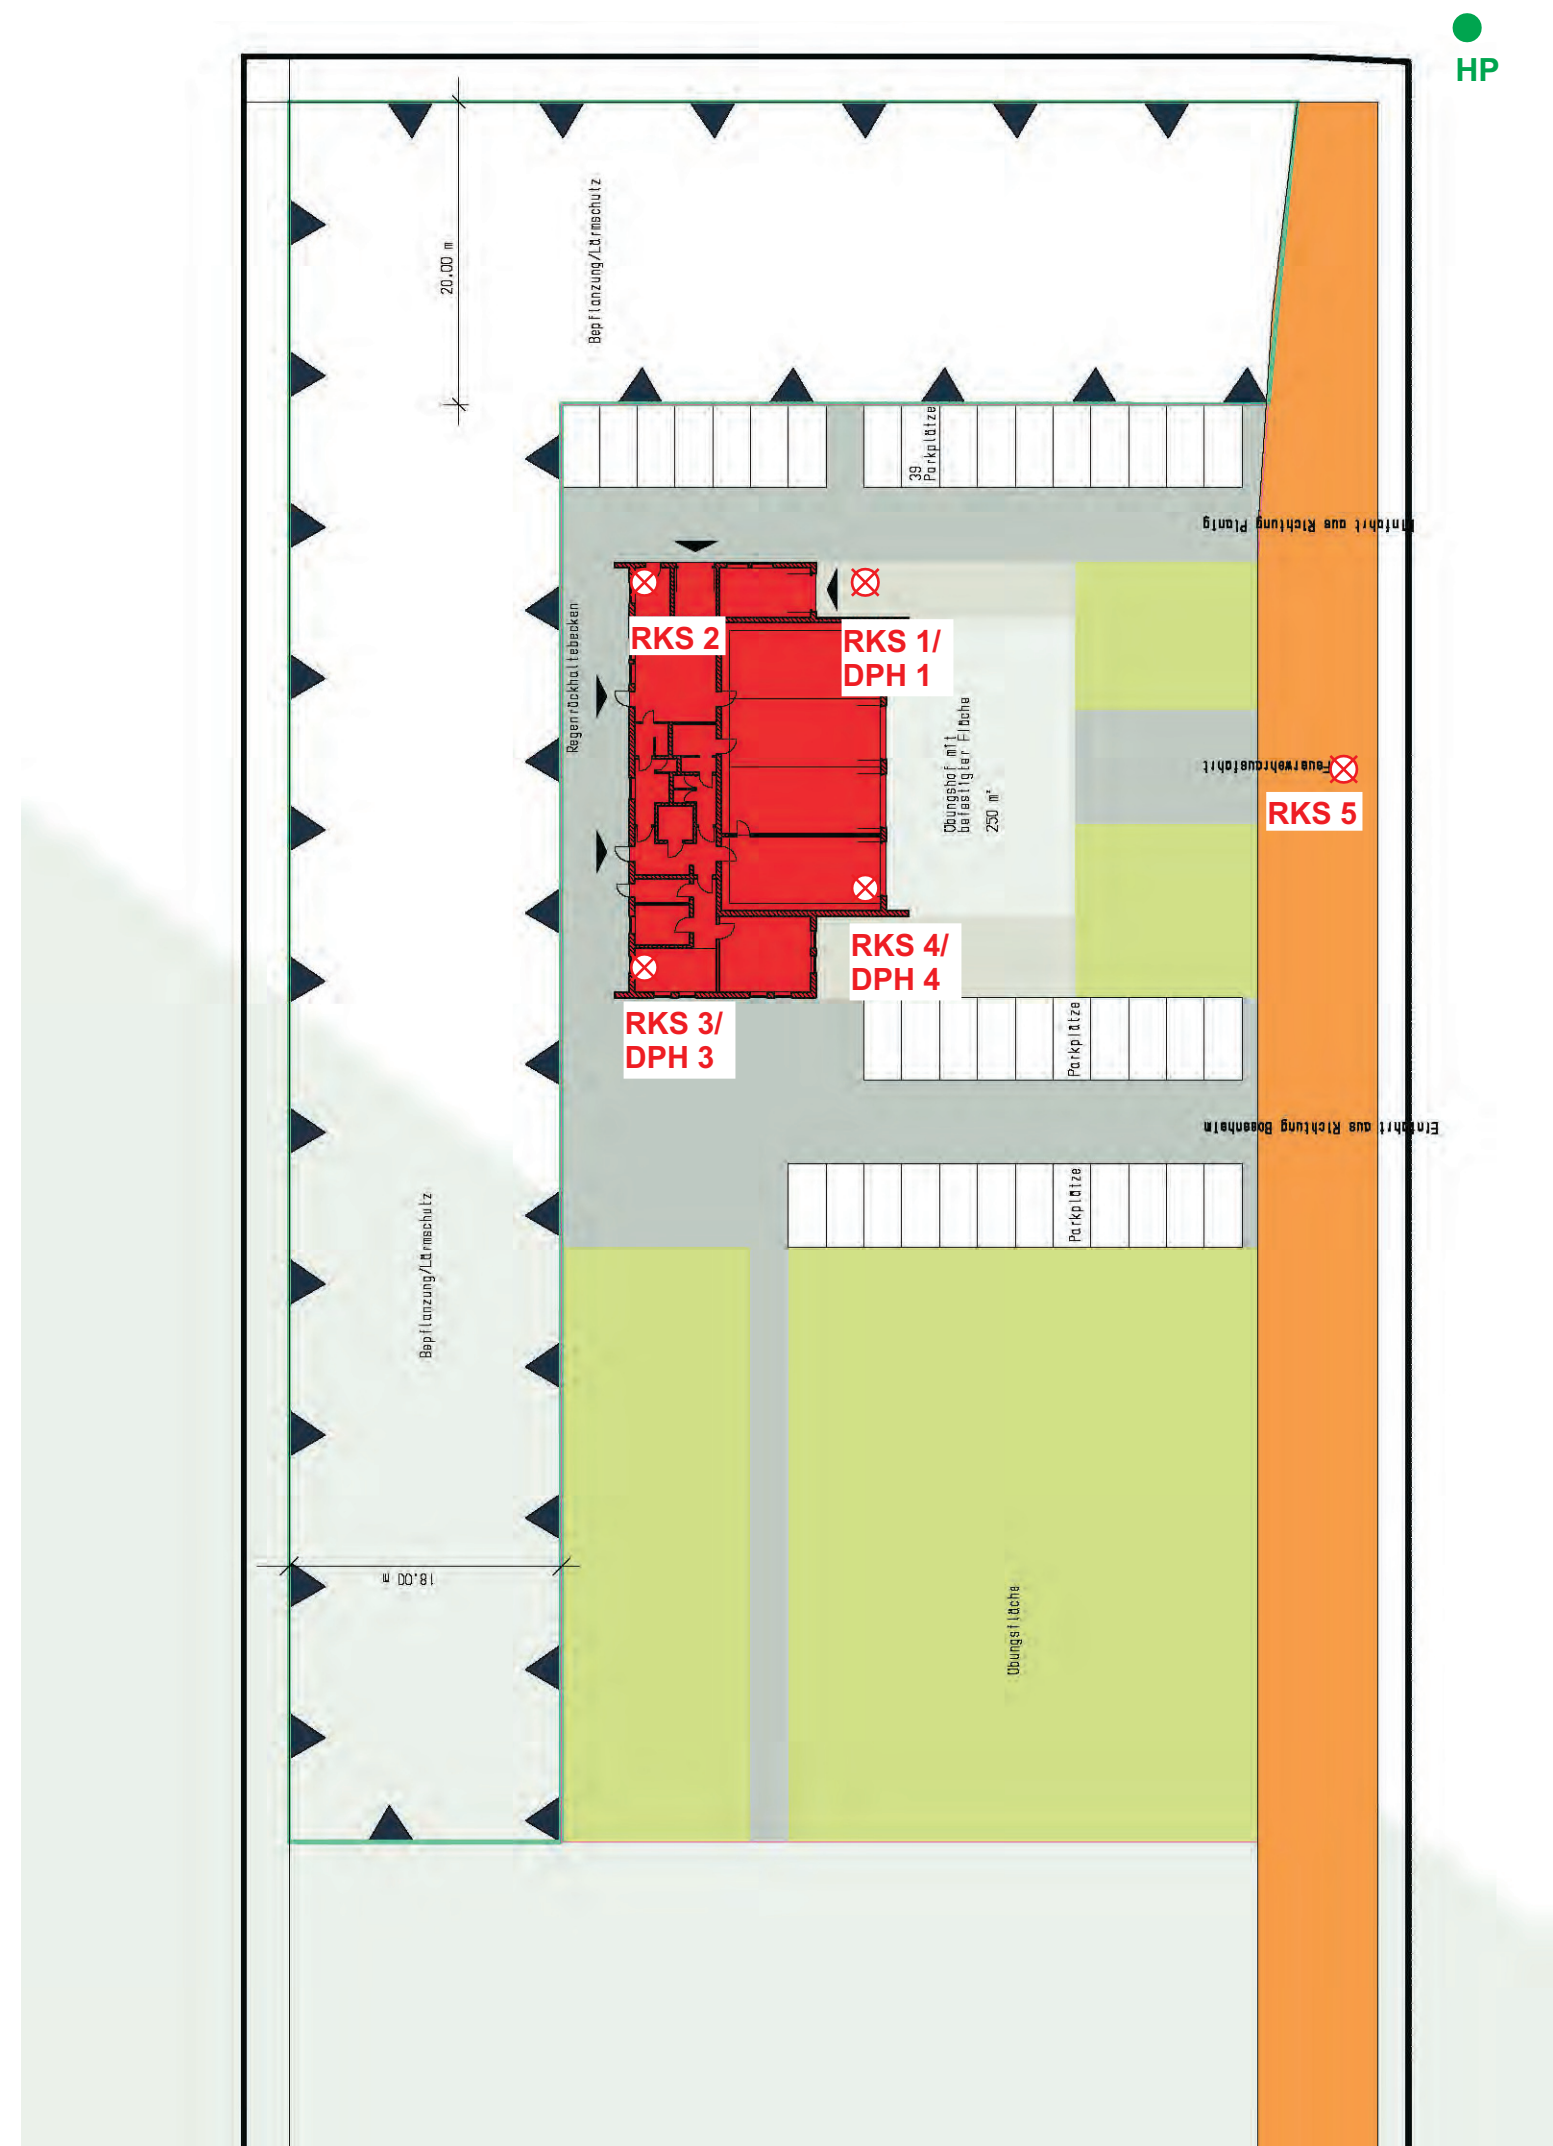 HP
20.00 m
Bepflanzung/Lärmschutz
39
Parkplätze
Einfahrt aus Richtung Planig
RKS 2
RKS 1/
DPH 1
Regenrückhaltebecken
Übungshof mit
befestigter Fläche
250 m²
Feuerwehrausfahrt
RKS 5
RKS 4/
DPH 4
RKS 3/
DPH 3
Parkplätze
Einfahrt aus Richtung Bosenheim
Parkplätze
Bepflanzung/Lärmschutz
18.00 m
Übungsfläche